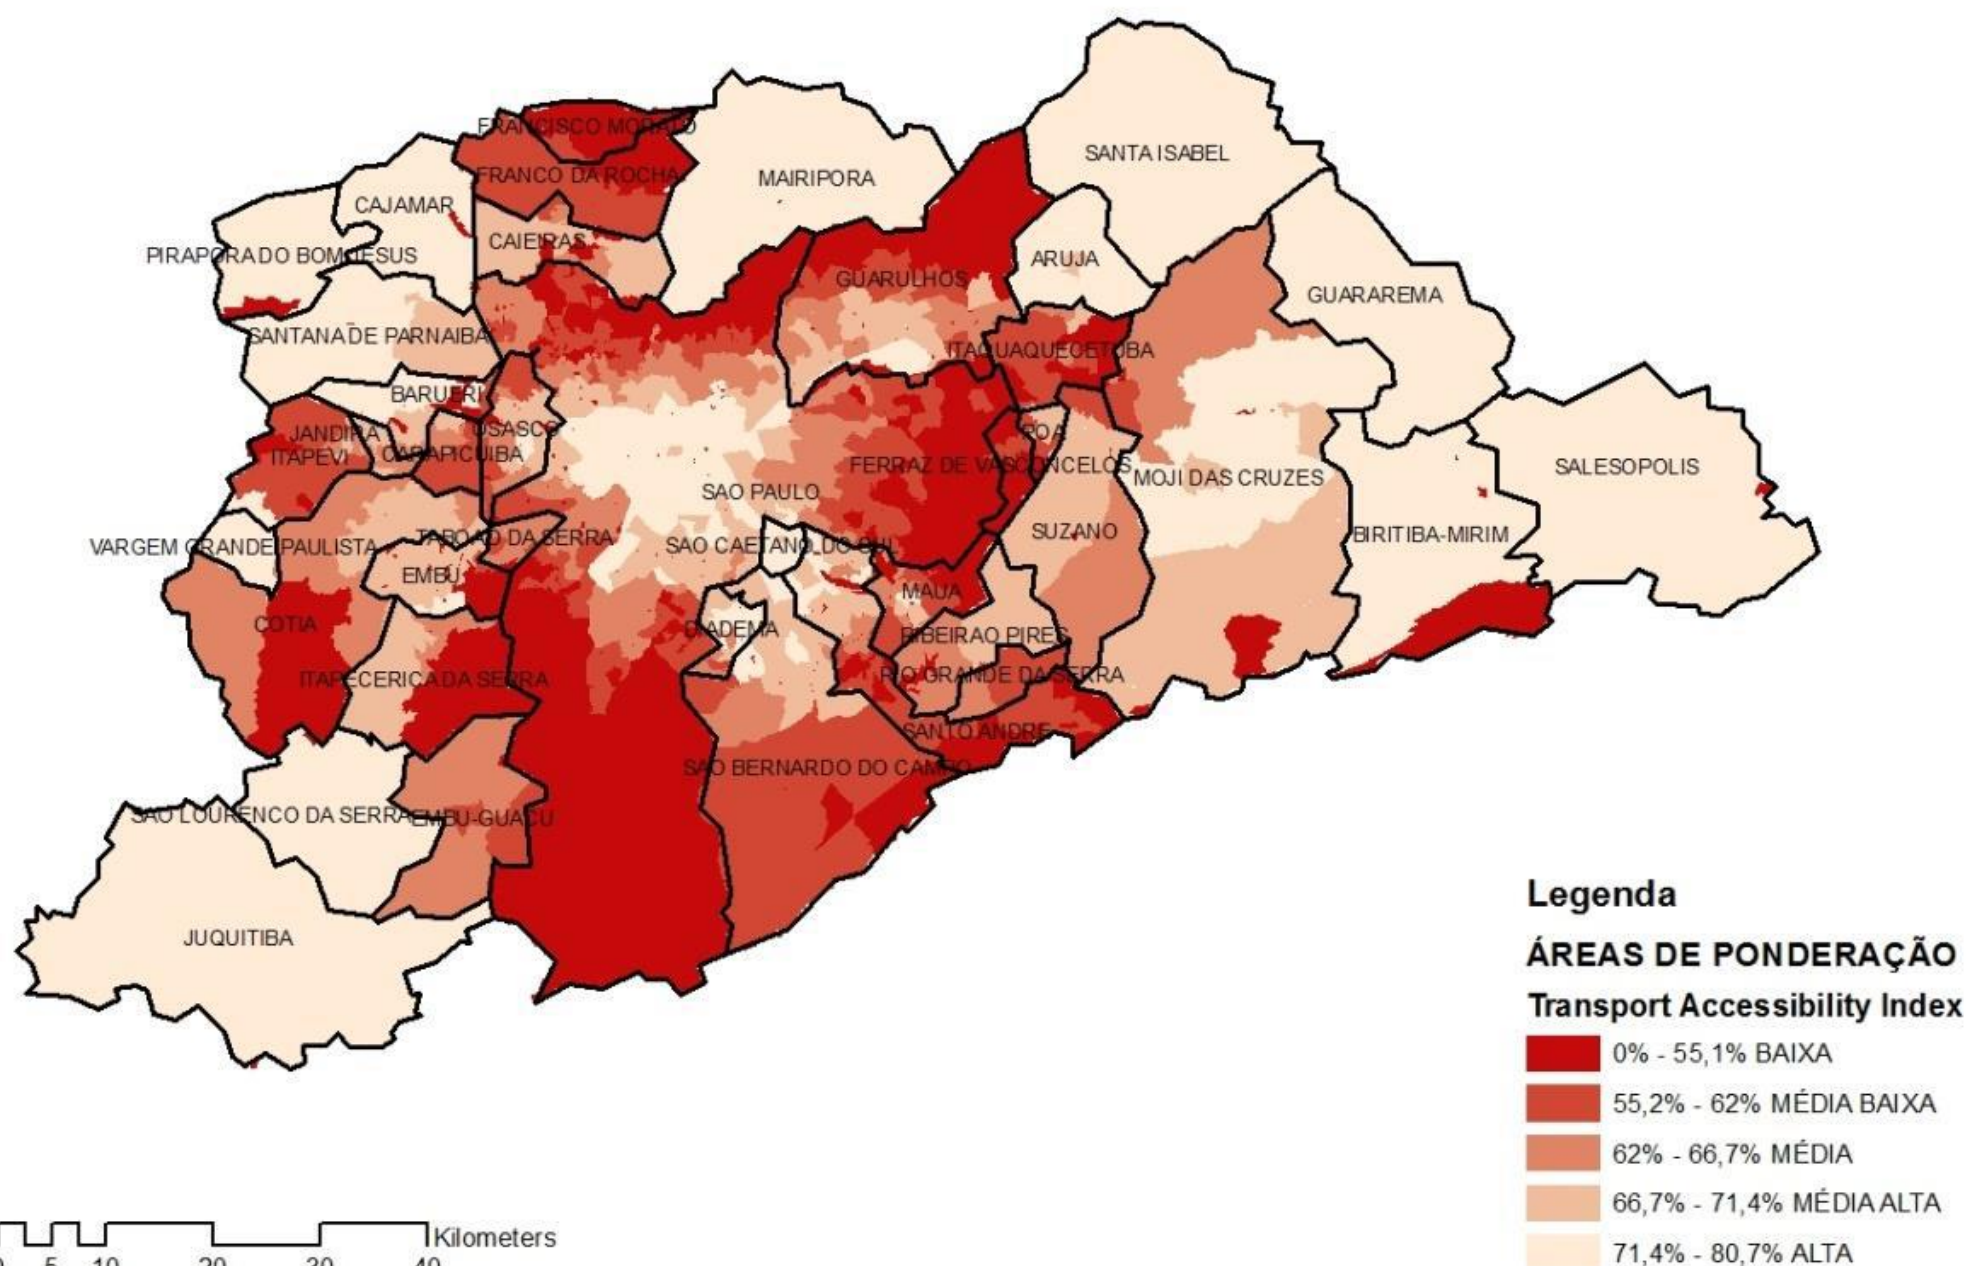 FRANCISCO MORATO
SANTA ISABEL
FRANCO DA ROCHA
MAIRIPORA
CAJAMAR
CAIEIRAS
PIRAPORA DO BOM JESUS
ARUJA
GUARULHOS
GUARAREMA
SANTANA DE PARNAIBA
ITAQUAQUECETUBA
BARUERI
OSASCO
JANDIRA
POA
CARAPICUIBA
ITAPEVI
FERRAZ DE VASCONCELOS
SALESOPOLIS
MOJI DAS CRUZES
SAO PAULO
SUZANO
BIRITIBA-MIRIM
TABOAO DA SERRA
VARGEM GRANDE PAULISTA
SAO CAETANO DO SUL
EMBU
MAUA
COTIA
DIADEMA
RIBEIRAO PIRES
RIO GRANDE DA SERRA
ITAPECERICA DA SERRA
SANTO ANDRE
SAO BERNARDO DO CAMPO
SAO LOURENCO DA SERRA
EMBU-GUACU
JUQUITIBA
Legenda
ÁREAS DE PONDERAÇÃO
Transport Accessibility Index
0% - 55,1% BAIXA
55,2% - 62% MÉDIA BAIXA
62% - 66,7% MÉDIA
66,7% - 71,4% MÉDIA ALTA
71,4% - 80,7% ALTA
Kilometers
0 5 10 20 30 40